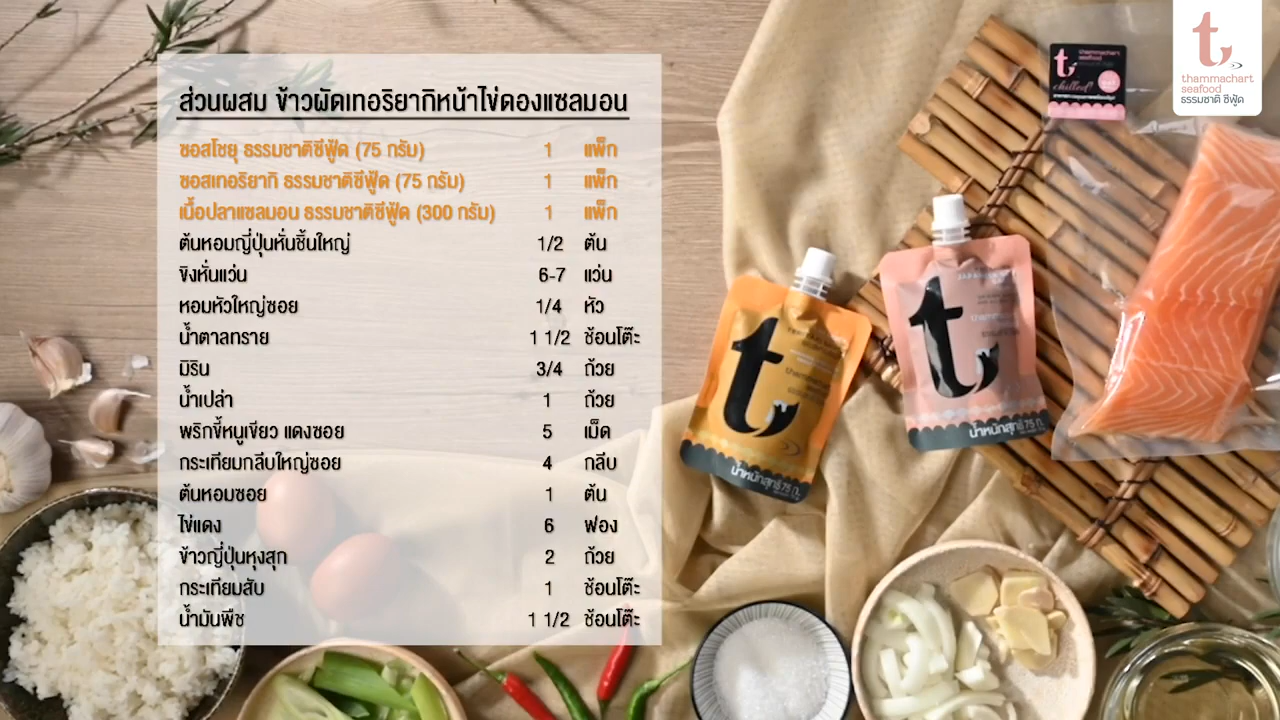 ส่วนผสม ข้าวผัดเทอริยากิหน้าไข่ดองแซลมอน
ซอสโชยุ ธรรมชาติซีฟู้ด (75 กรัม) 1 แพ็ก
ซอสเทอริยากิ ธรรมชาติซีฟู้ด (75 กรัม) 1 แพ็ก
เนื้อปลาแซลมอน ธรรมชาติซีฟู้ด (300 กรัม) 1 แพ็ก
ต้นหอมญี่ปุ่นหั่นชิ้นใหญ่ 1/2 ต้น
ขิงหั่นแว่น 6-7 แว่น
หอมหัวใหญ่ซอย 1/4 หัว
น้ำตาลทราย 1 1/2 ช้อนโต๊ะ
มิริน 3/4 ถ้วย
น้ำเปล่า 1 ถ้วย
พริกขี้หนูเขียว แดงซอย 5 เม็ด
กระเทียมกลีบใหญ่ซอย 4 กลีบ
ต้นหอมซอย 1 ต้น
ไข่แดง 6 ฟอง
ข้าวญี่ปุ่นหุงสุก 2 ถ้วย
กระเทียมสับ 1 ช้อนโต๊ะ
น้ำมันพืช 1 1/2 ช้อนโต๊ะ
t
thammachart
seafood
ธรรมชาติ ซีฟู้ด
t
thammachart
seafood
chilled!
t
น้ำหนักสุทธิ 75 ก.
t
น้ำหนักสุทธิ 75 ก.